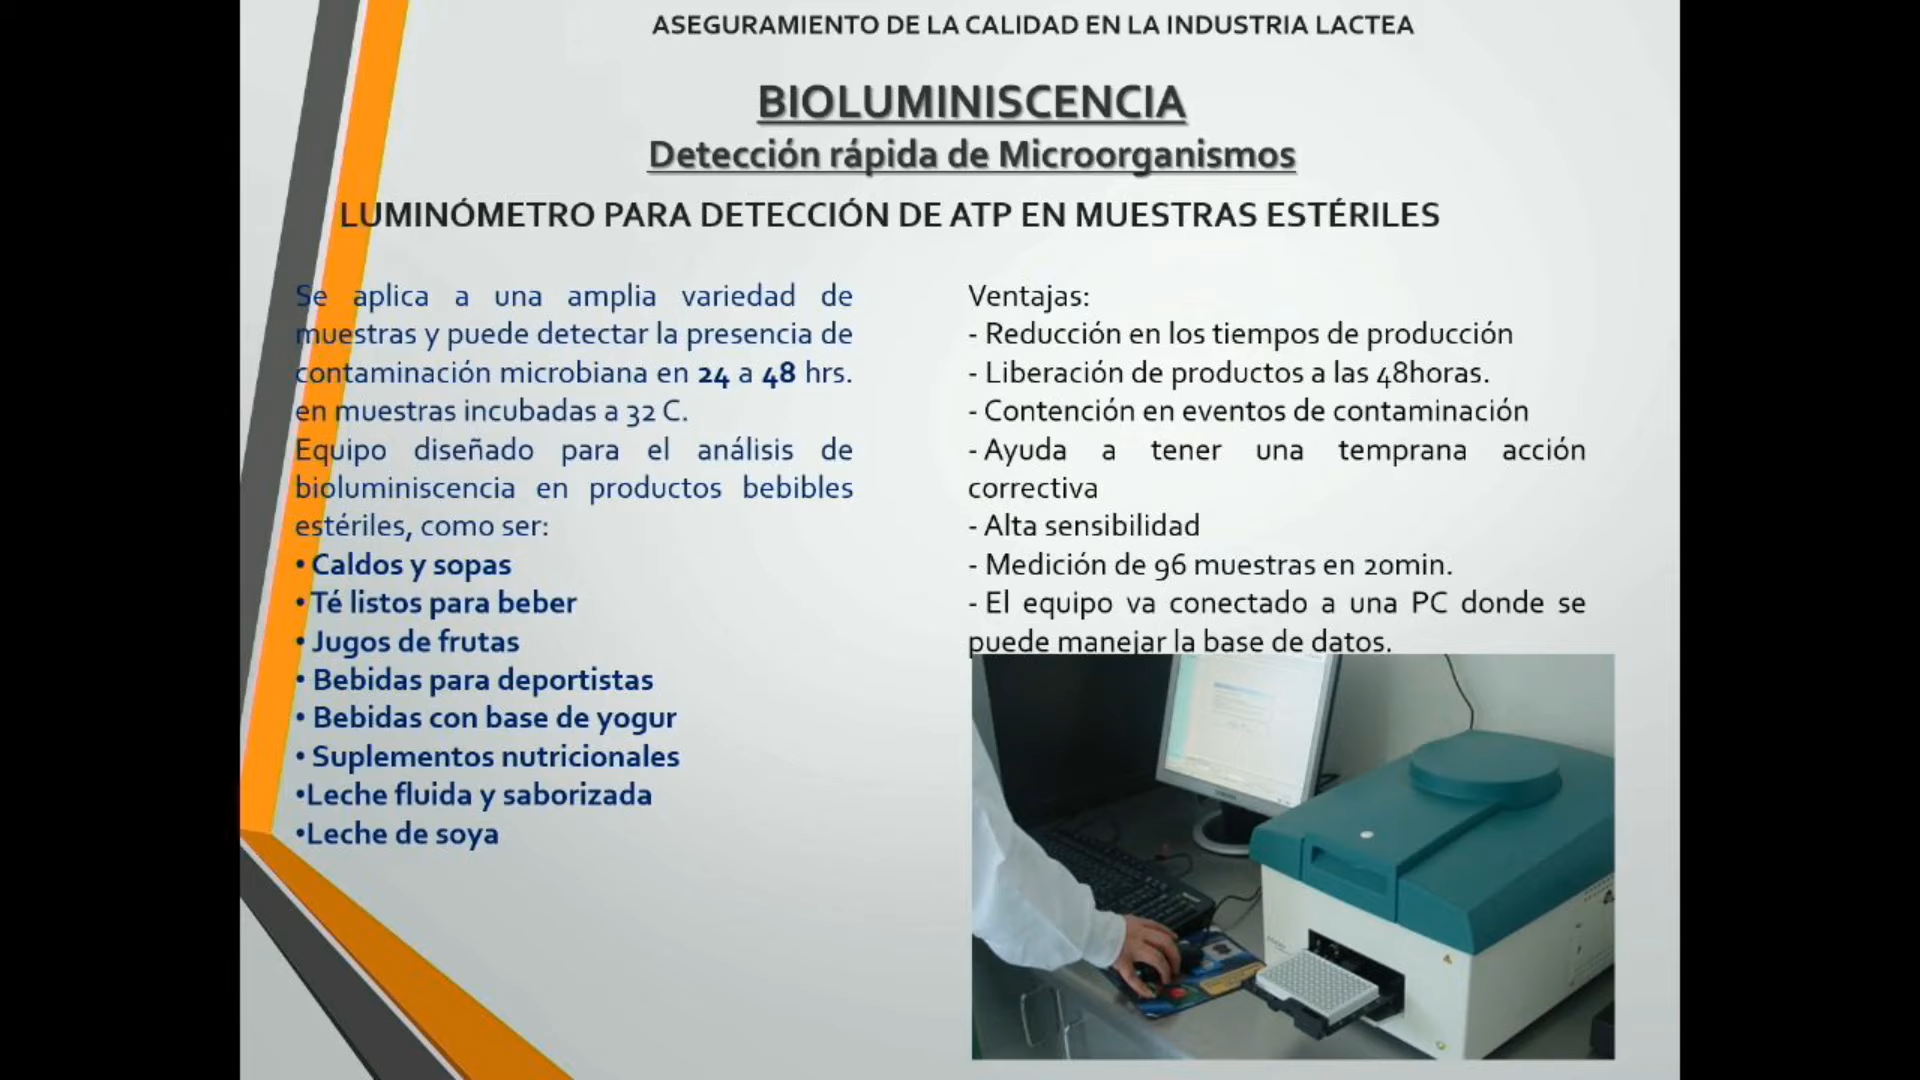 ASEGURAMIENTO DE LA CALIDAD EN LA INDUSTRIA LACTEA
BIOLUMINISCENCIA
Detección rápida de Microorganismos
LUMINÓMETRO PARA DETECCIÓN DE ATP EN MUESTRAS ESTÉRILES
Se aplica a una amplia variedad de
muestras y puede detectar la presencia de
contaminación microbiana en 24 a 48 hrs.
en muestras incubadas a 32 C.
Equipo diseñado para el análisis de
bioluminiscencia en productos bebibles
estériles, como ser:
• Caldos y sopas
• Té listos para beber
• Jugos de frutas
• Bebidas para deportistas
• Bebidas con base de yogur
• Suplementos nutricionales
•Leche fluida y saborizada
•Leche de soya
Ventajas:
- Reducción en los tiempos de producción
- Liberación de productos a las 48horas.
- Contención en eventos de contaminación
- Ayuda a tener una temprana acción
correctiva
- Alta sensibilidad
- Medición de 96 muestras en 20min.
- El equipo va conectado a una PC donde se
puede manejar la base de datos.